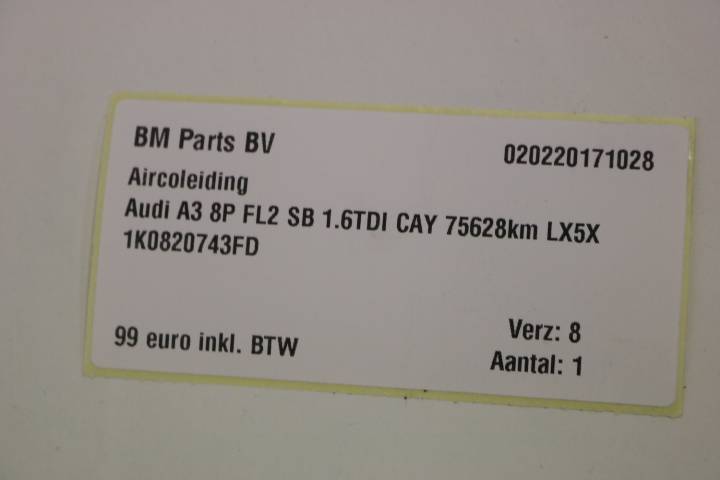 BM Parts BV
020220171028
Aircoleiding
Audi A3 8P FL2 SB 1.6TDI CAY 75628km LX5X
1K0820743FD
99 euro inkl. BTW
Verz: 8
Aantal: 1